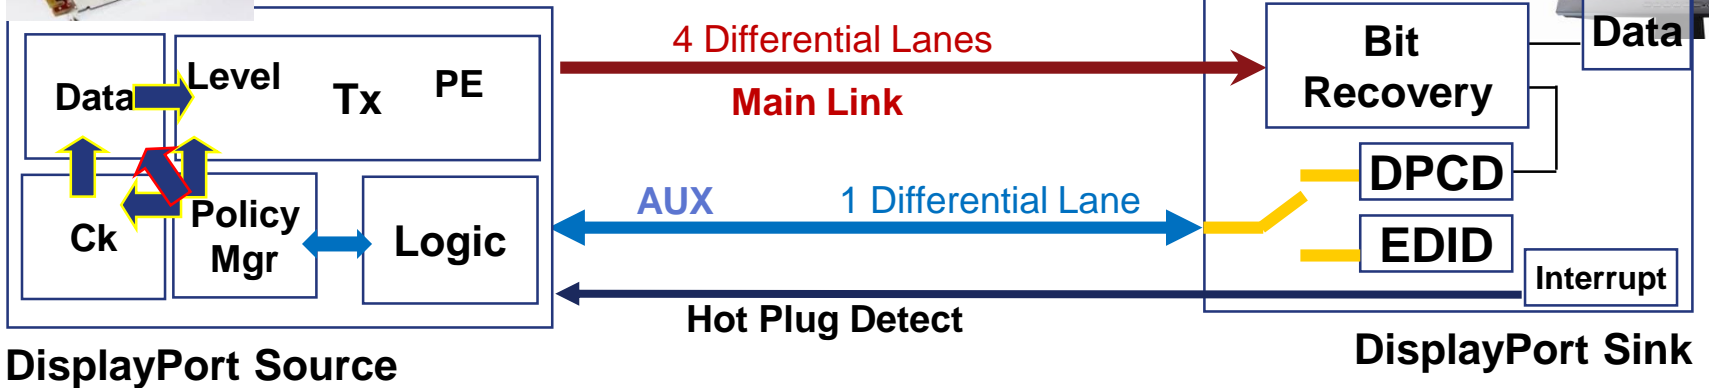 Data
Level
Tx
PE
Ck
Policy
Mgr
Logic
DisplayPort Source
4 Differential Lanes
Main Link
AUX
1 Differential Lane
Hot Plug Detect
Bit
Recovery
Data
DPCD
EDID
Interrupt
DisplayPort Sink